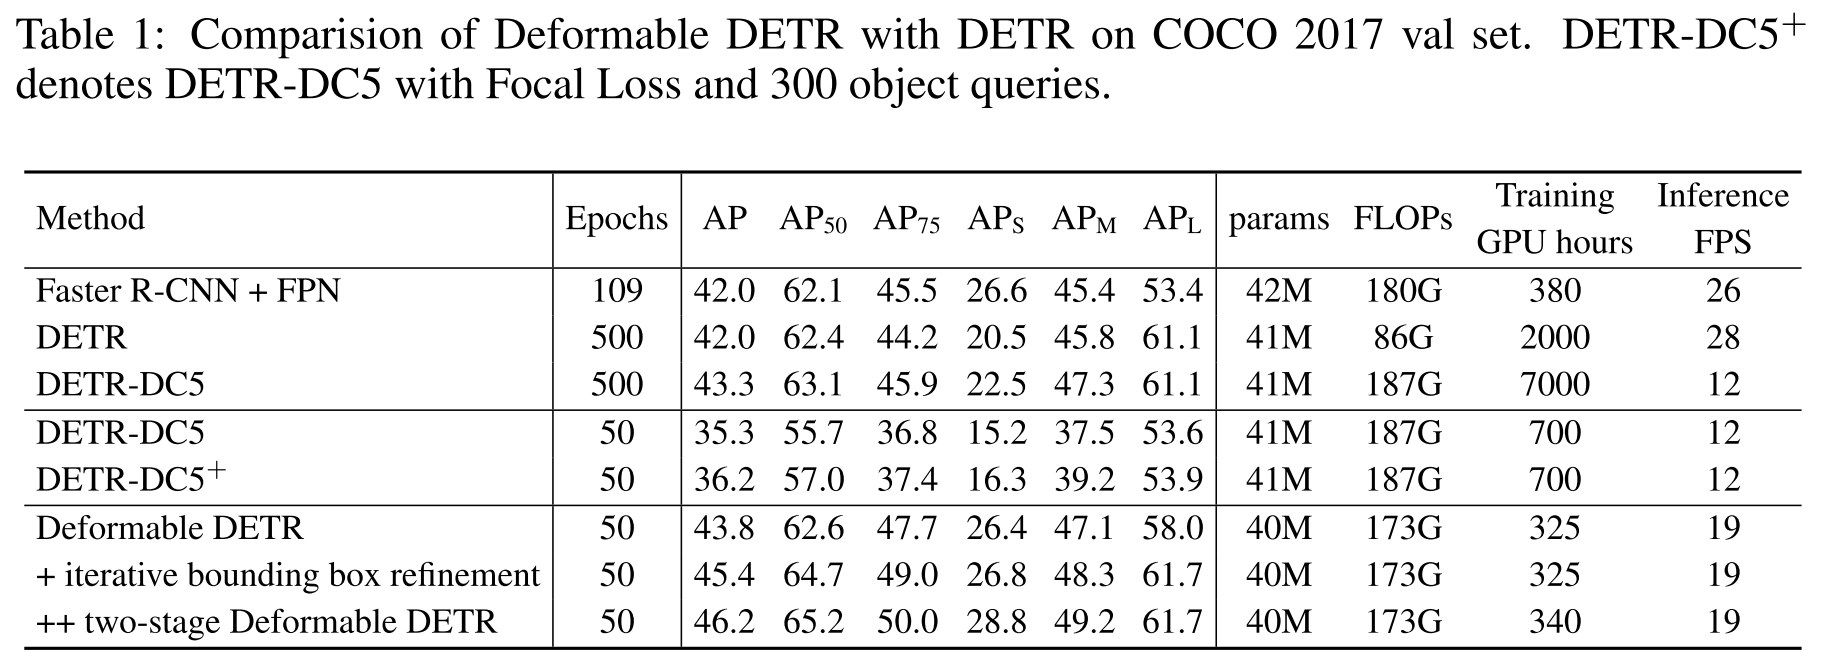 Table 1: Comparision of Deformable DETR with DETR on COCO 2017 val set. DETR-DC5+
denotes DETR-DC5 with Focal Loss and 300 object queries.
Method Epochs AP AP50 AP75 APS APM APL params FLOPs Training GPU hours Inference FPS
Faster R-CNN + FPN 109 42.0 62.1 45.5 26.6 45.4 53.4 42M 180G 380 26
DETR 500 42.0 62.4 44.2 20.5 45.8 61.1 41M 86G 2000 28
DETR-DC5 500 43.3 63.1 45.9 22.5 47.3 61.1 41M 187G 7000 12
DETR-DC5 50 35.3 55.7 36.8 15.2 37.5 53.6 41M 187G 700 12
DETR-DC5+ 50 36.2 57.0 37.4 16.3 39.2 53.9 41M 187G 700 12
Deformable DETR 50 43.8 62.6 47.7 26.4 47.1 58.0 40M 173G 325 19
+ iterative bounding box refinement 50 45.4 64.7 49.0 26.8 48.3 61.7 40M 173G 325 19
++ two-stage Deformable DETR 50 46.2 65.2 50.0 28.8 49.2 61.7 40M 173G 340 19